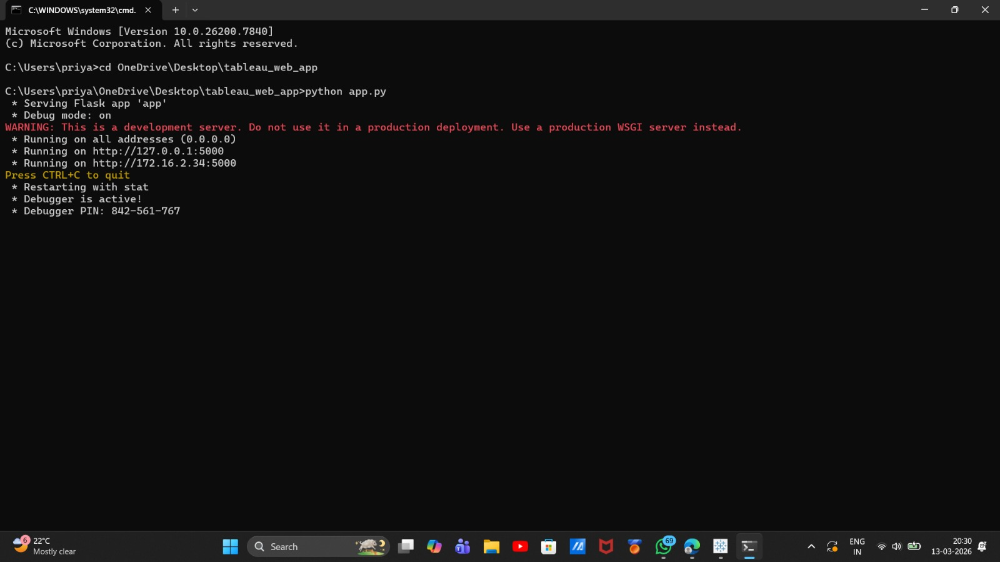 C:\WINDOWS\system32\cmd.
Microsoft Windows [Version 10.0.26200.7840]
(c) Microsoft Corporation. All rights reserved.
C:\Users\priya>cd OneDrive\Desktop\tableau_web_app
C:\Users\priya\OneDrive\Desktop\tableau_web_app>python app.py
* Serving Flask app 'app'
* Debug mode: on
WARNING: This is a development server. Do not use it in a production deployment. Use a production WSGI server instead.
* Running on all addresses (0.0.0.0)
* Running on http://127.0.0.1:5000
* Running on http://172.16.2.34:5000
Press CTRL+C to quit
* Restarting with stat
* Debugger is active!
* Debugger PIN: 842-561-767
6
22°C
Mostly clear
Search
69
ENG
IN
20:30
13-03-2026